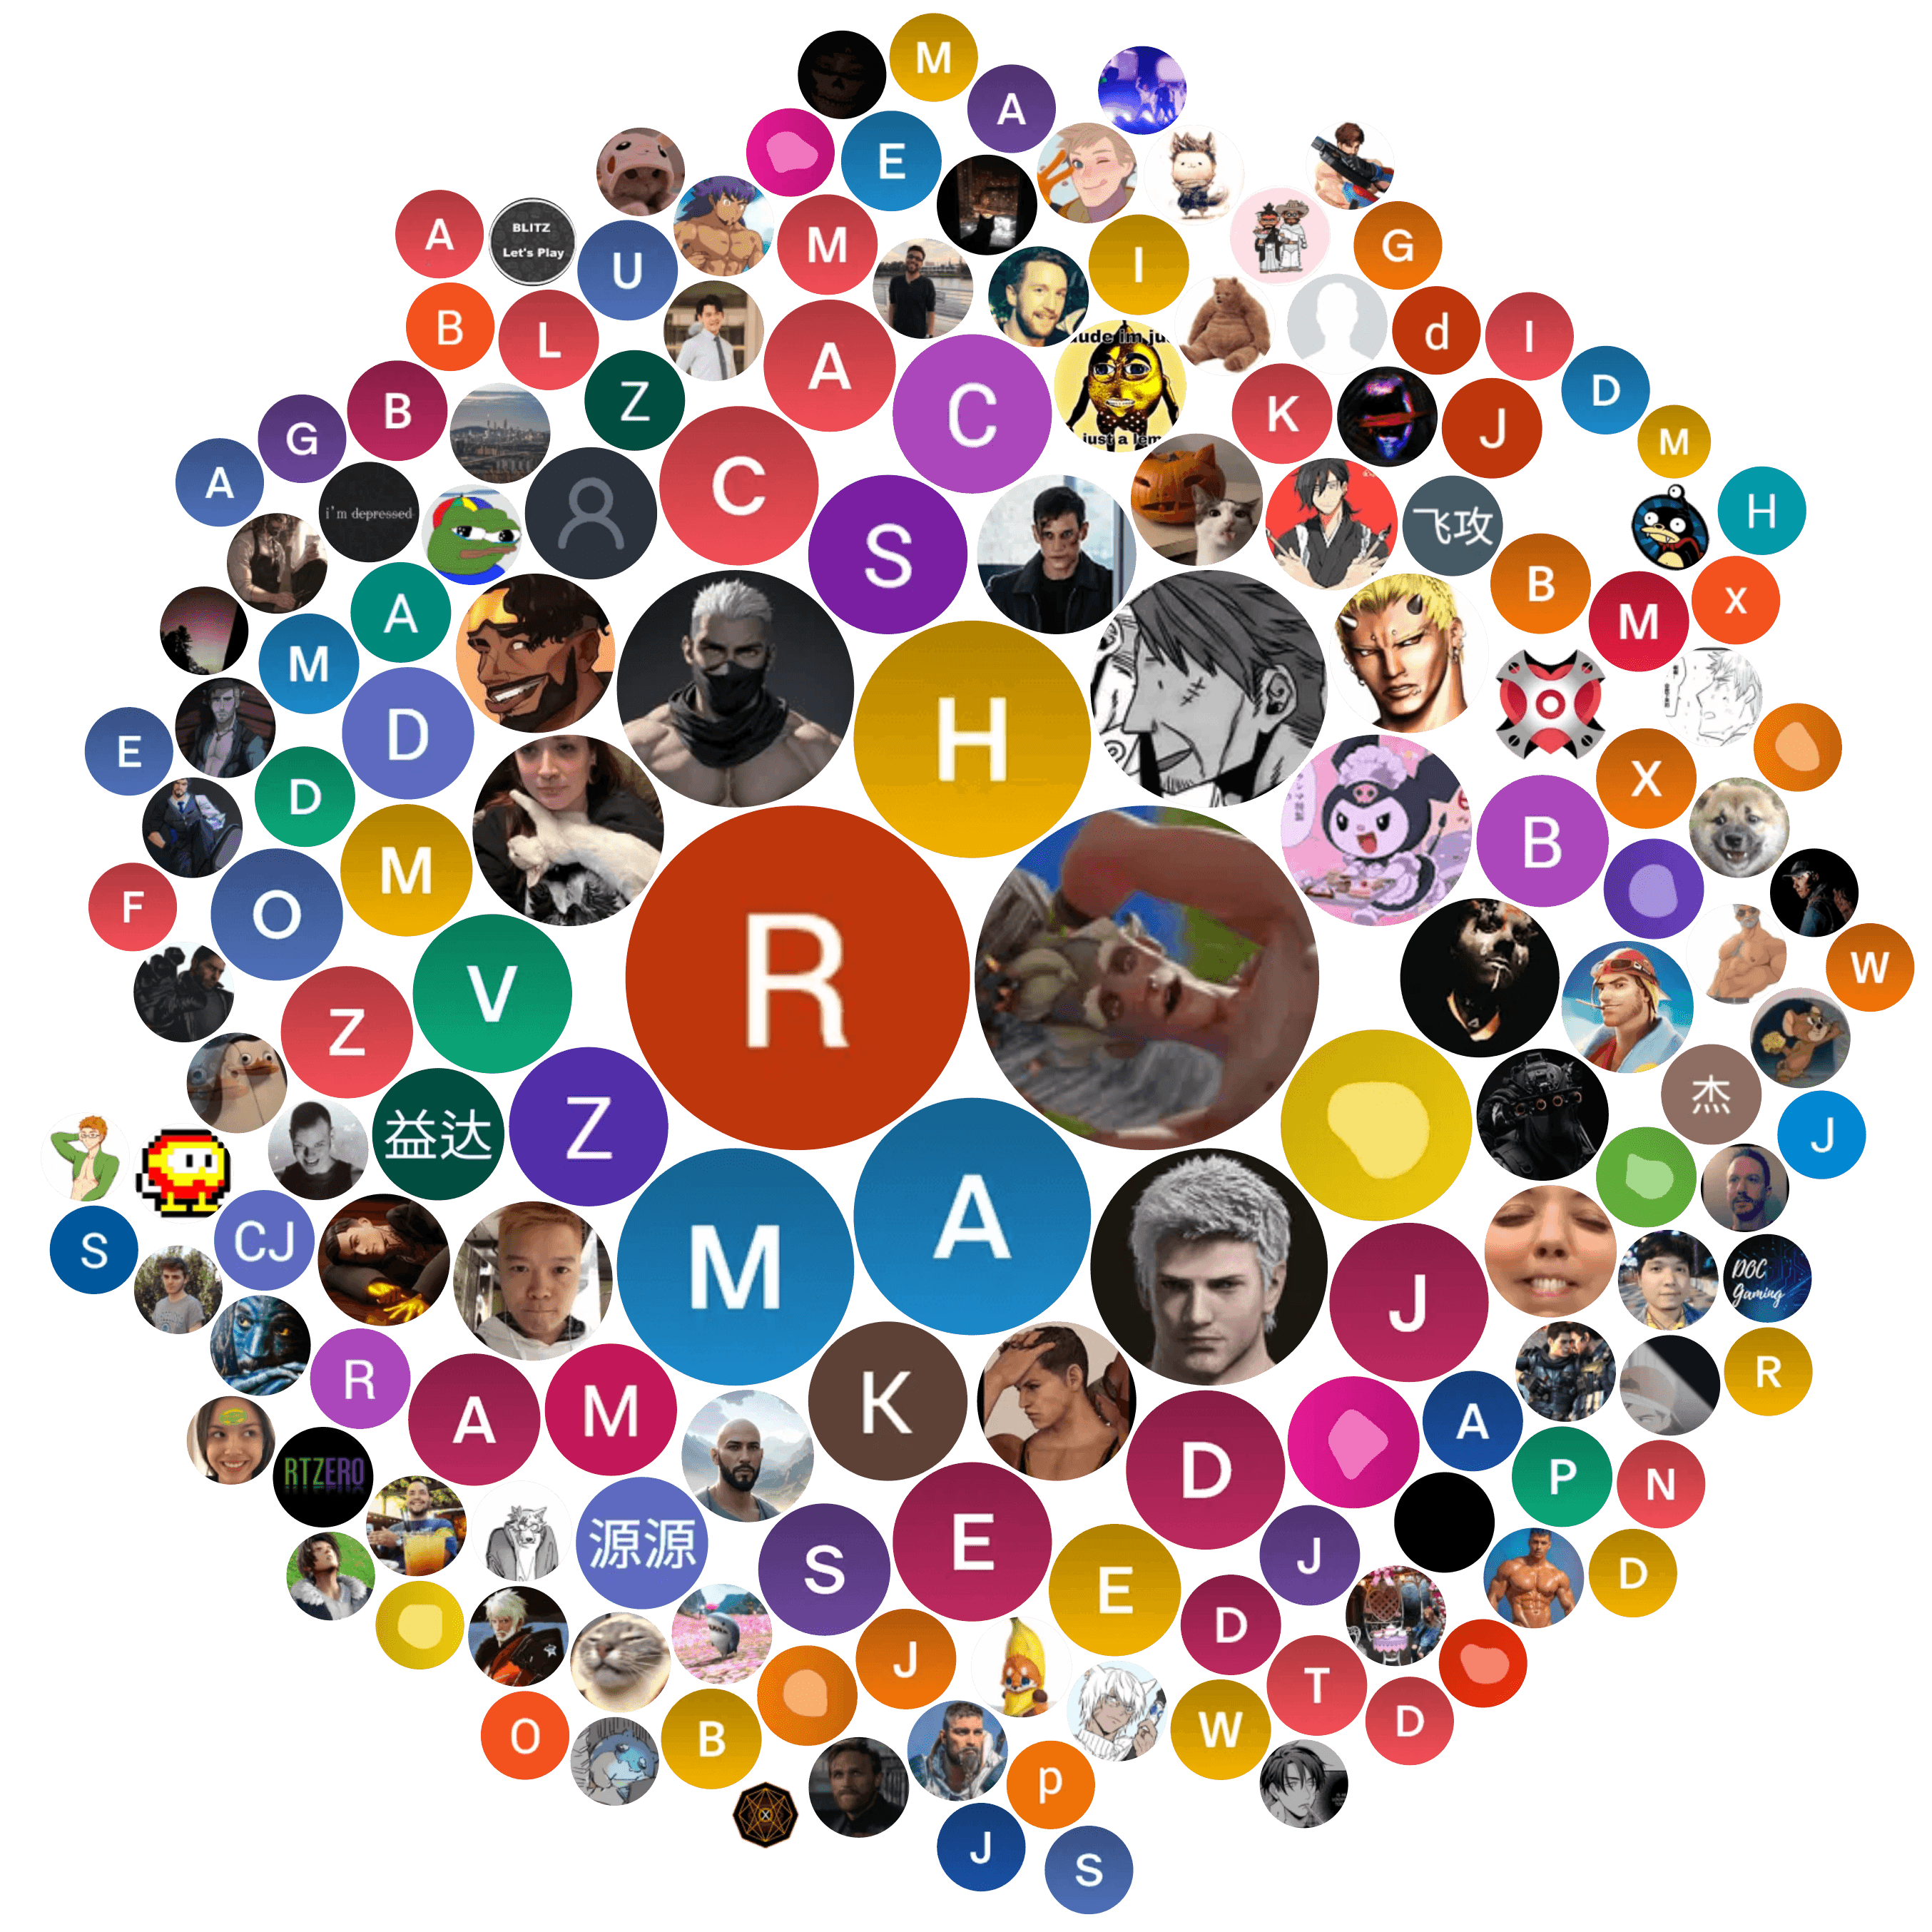 M
A
E
A
BLITZ
Let's Play
U
M
I
G
B
L
A
d
I
Z
C
dude im ju
just a lem
K
J
D
M
A
G
B
C
i'm depressed
S
飞攻
H
A
B
M
X
M
D
H
E
D
X
M
B
F
O
R
W
Z
V
益达
Z
杰
J
S
CJ
M
A
J
DOC
Gaming
R
A
M
K
D
A
R
RTZERO
P
N
源源
S
E
E
J
D
D
O
B
J
W
T
D
p
J
S